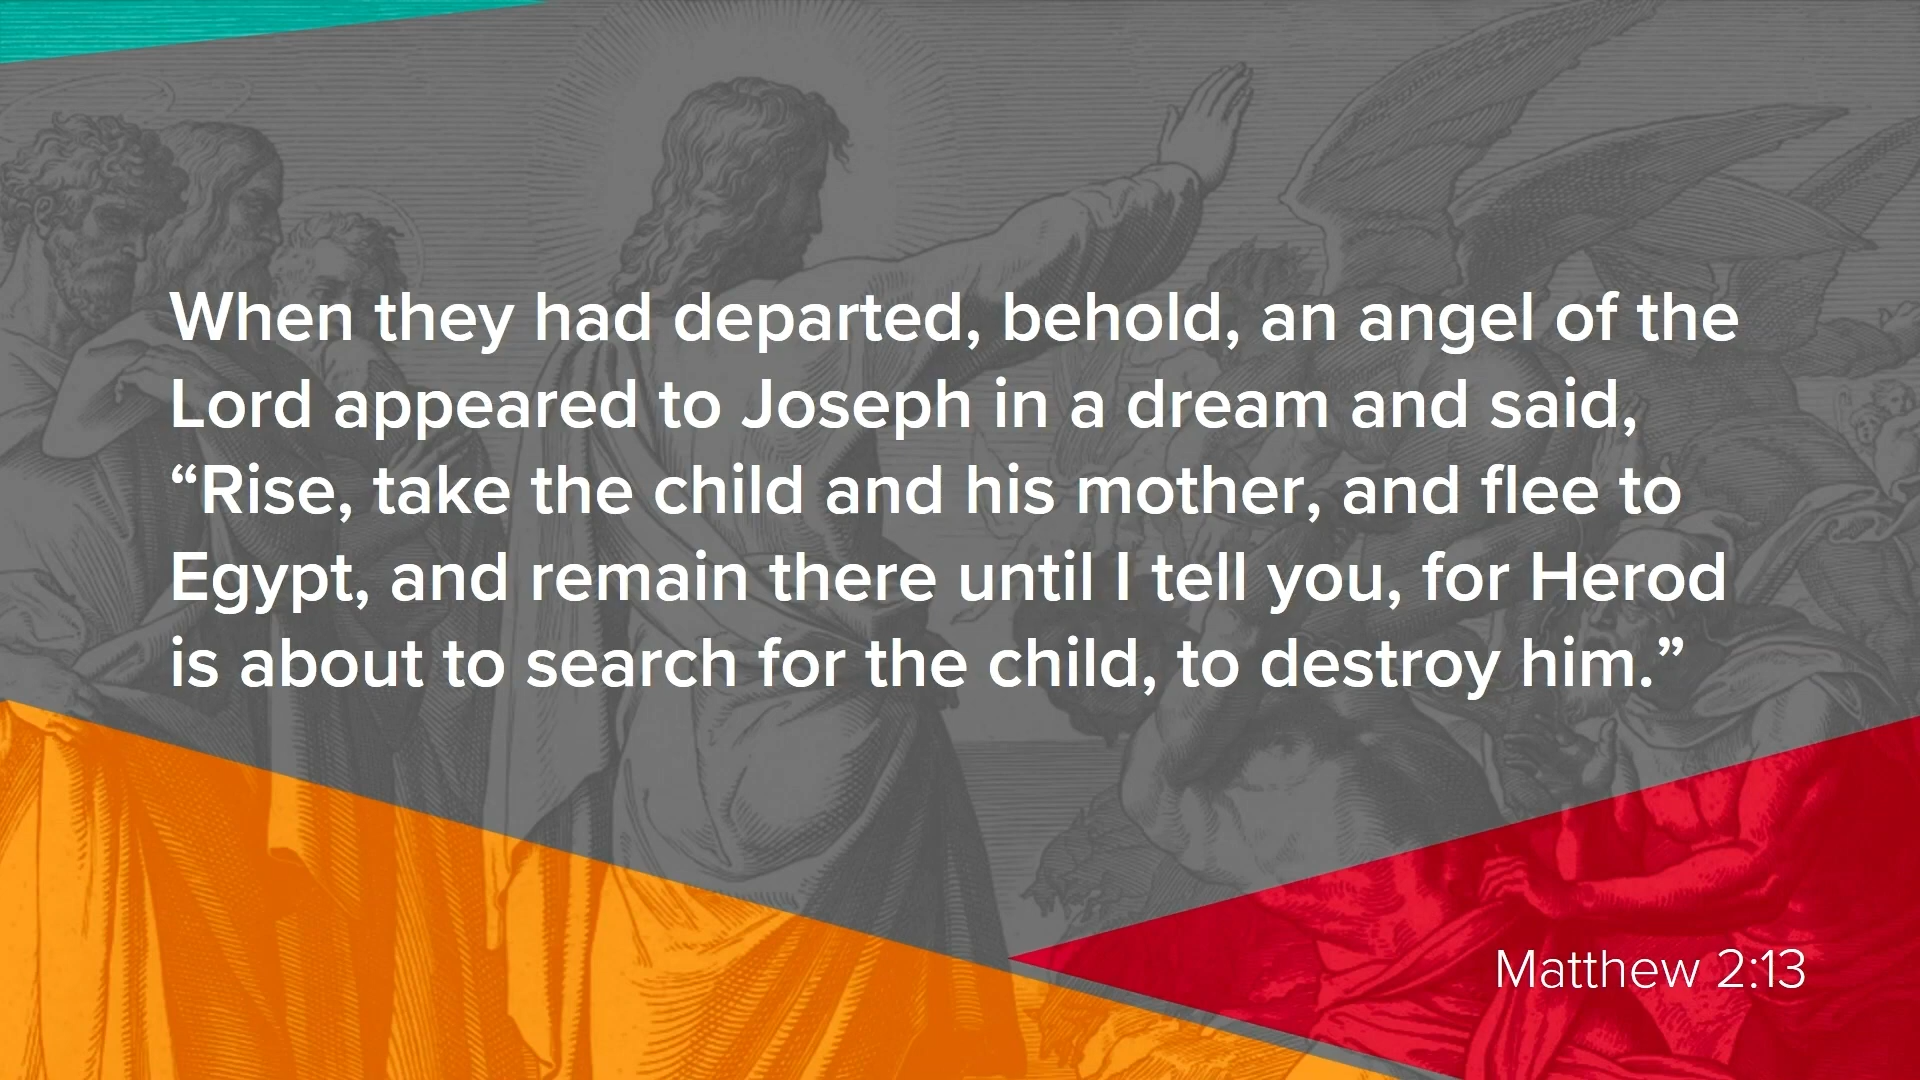 When they had departed, behold, an angel of the
Lord appeared to Joseph in a dream and said,
“Rise, take the child and his mother, and flee to
Egypt, and remain there until I tell you, for Herod
is about to search for the child, to destroy him.”
Matthew 2:13